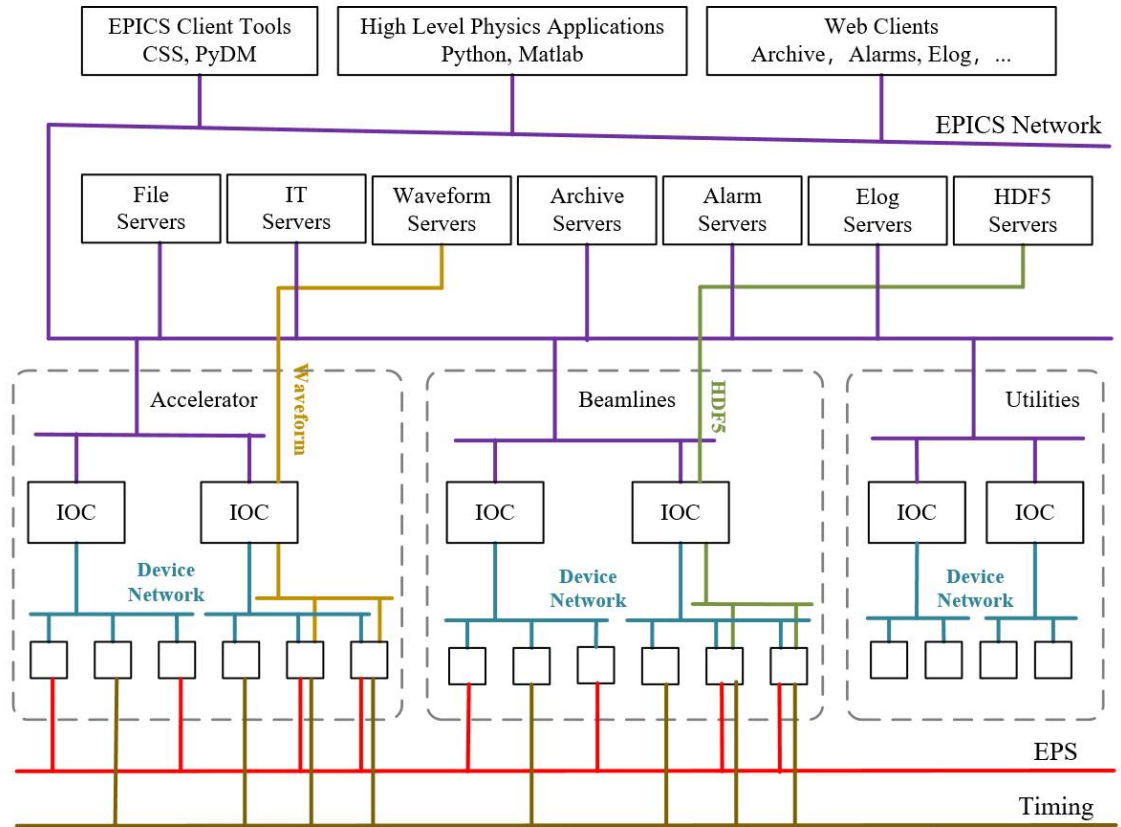 EPICS Client Tools
CSS, PyDM
High Level Physics Applications
Python, Matlab
Web Clients
Archive，Alarms, Elog，...
EPICS Network
File
Servers
IT
Servers
Waveform
Servers
Archive
Servers
Alarm
Servers
Elog
Servers
HDF5
Servers
Waveform
HDF5
Accelerator
Beamlines
Utilities
IOC
IOC
IOC
IOC
IOC
IOC
Device
Network
Device
Network
Device
Network
EPS
Timing